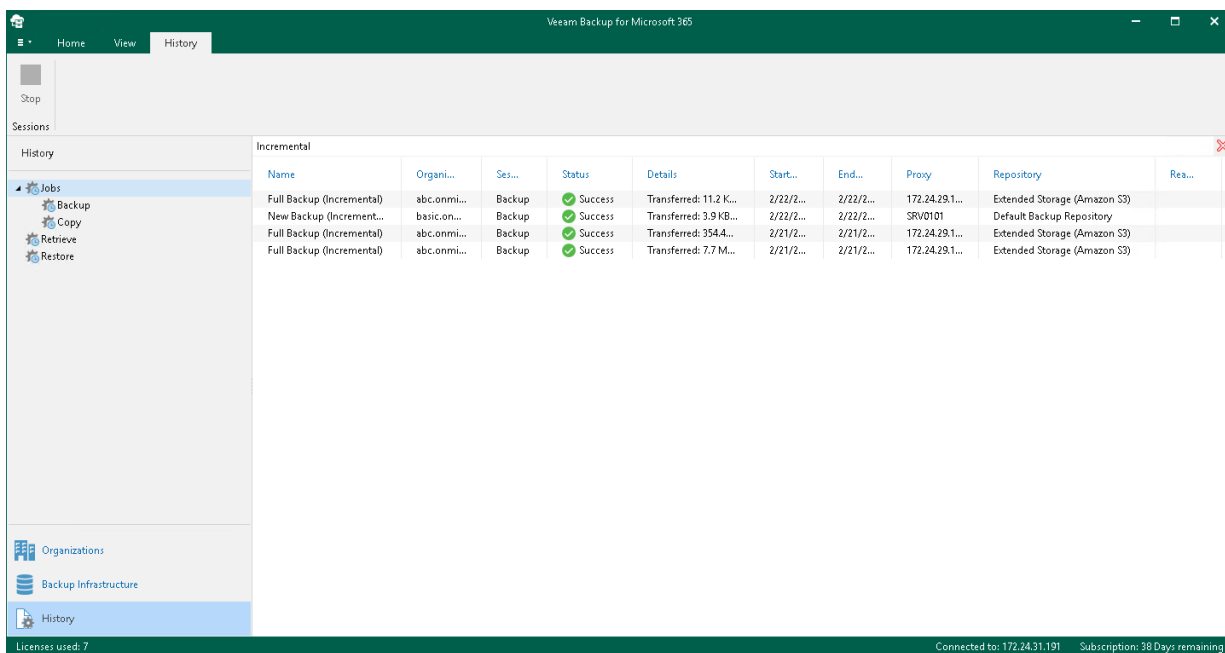 Veeam Backup for Microsoft 365
Home View History
Stop
Sessions
History
Jobs
Backup
Copy
Retrieve
Restore
Incremental
Name Organi... Ses... Status Details Start... End... Proxy Repository Rea...
Full Backup (Incremental) abc.onmi... Backup Success Transferred: 11.2 K... 2/22/2... 2/22/2... 172.24.29.1... Extended Storage (Amazon S3)
New Backup (Increment... basic.on... Backup Success Transferred: 3.9 KB... 2/22/2... 2/22/2... SRV0101 Default Backup Repository
Full Backup (Incremental) abc.onmi... Backup Success Transferred: 354.4... 2/21/2... 2/21/2... 172.24.29.1... Extended Storage (Amazon S3)
Full Backup (Incremental) abc.onmi... Backup Success Transferred: 7.7 M... 2/21/2... 2/21/2... 172.24.29.1... Extended Storage (Amazon S3)
Organizations
Backup Infrastructure
History
Licenses used: 7 Connected to: 172.24.31.191 Subscription: 38 Days remaining